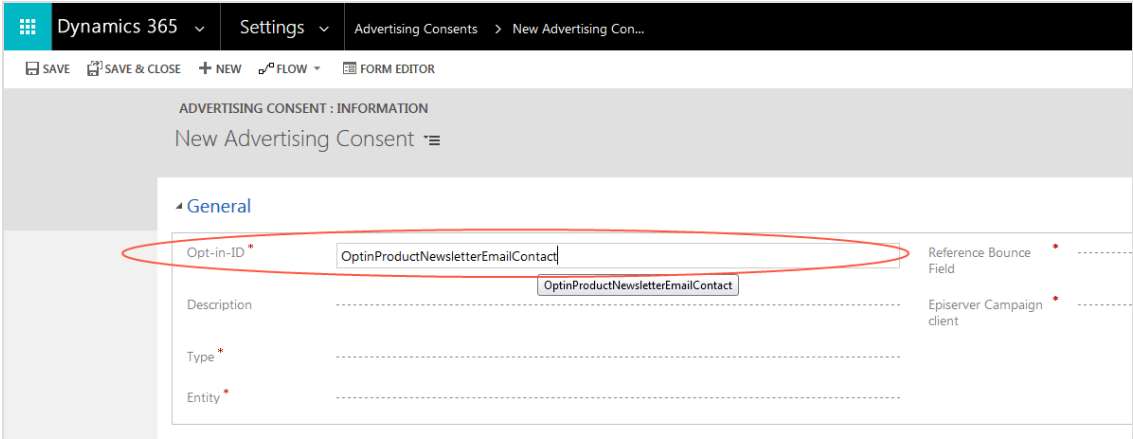 Dynamics 365 Settings Advertising Consents > New Advertising Con...
SAVE SAVE & CLOSE NEW FLOW FORM EDITOR
ADVERTISING CONSENT : INFORMATION
New Advertising Consent
General
Opt-in-ID * OptinProductNewsletterEmailContact
OptinProductNewsletterEmailContact
Description
Type *
Entity *
Reference Bounce *
Field
Episerver Campaign *
client